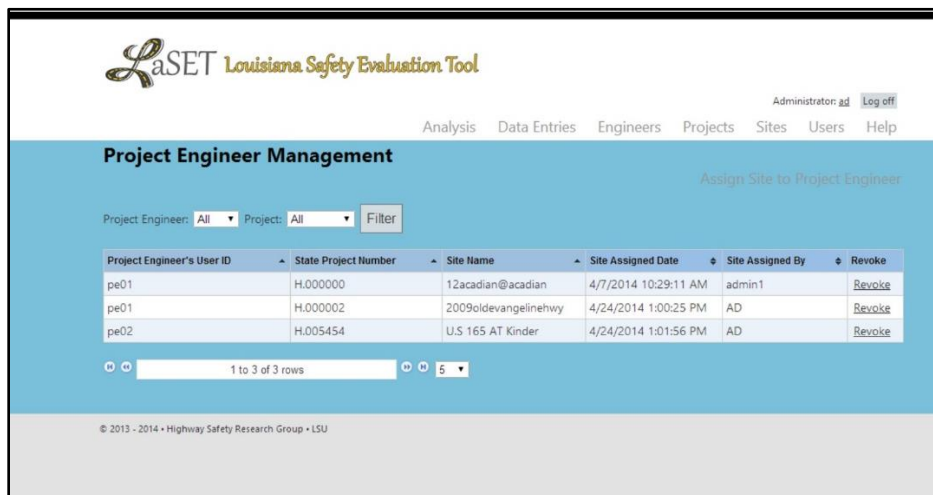 LaSET Louisiana Safety Evaluation Tool
Administrator: ad Log off
Analysis Data Entries Engineers Projects Sites Users Help
Project Engineer Management
Assign Site to Project Engineer
Project Engineer: All Project: All Filter
Project Engineer's User ID State Project Number Site Name Site Assigned Date Site Assigned By Revoke
pe01 H.000000 12acadian@acadian 4/7/2014 10:29:11 AM admin1 Revoke
pe01 H.000002 2009oldevangelinehwy 4/24/2014 1:00:25 PM AD Revoke
pe02 H.005454 U.S 165 AT Kinder 4/24/2014 1:01:56 PM AD Revoke
1 to 3 of 3 rows 5
© 2013 - 2014 • Highway Safety Research Group • LSU